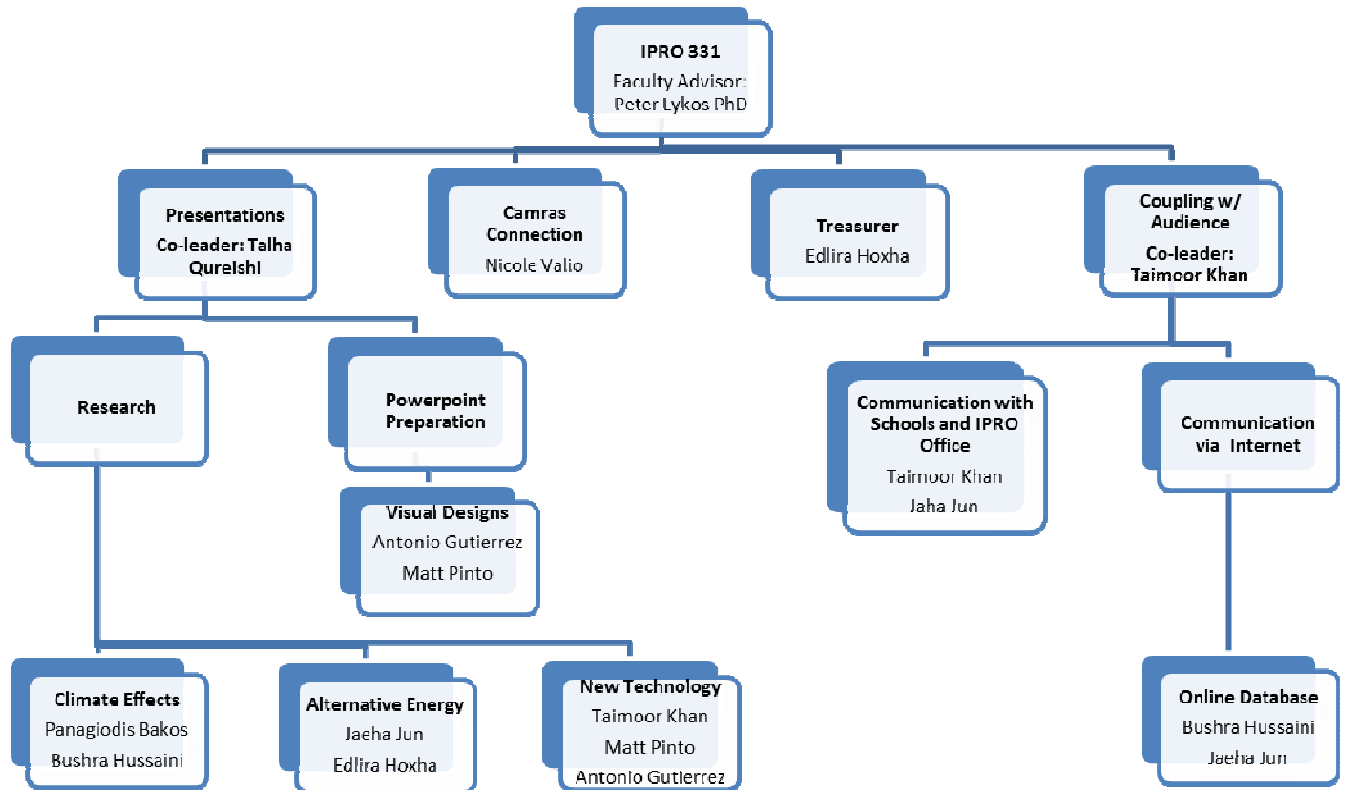 IPRO 331
Faculty Advisor:
Peter Lykos PhD
Presentations
Co-leader: Talha
Qureishi
Camras
Connection
Nicole Valio
Treasurer
Edlira Hoxha
Coupling w/
Audience
Co-leader:
Taimoor Khan
Research
Powerpoint
Preparation
Communication with
Schools and IPRO
Office
Taimoor Khan
Jaha Jun
Communication
via Internet
Visual Designs
Antonio Gutierrez
Matt Pinto
Climate Effects
Panagiodis Bakos
Bushra Hussaini
Alternative Energy
Jaeha Jun
Edlira Hoxha
New Technology
Taimoor Khan
Matt Pinto
Antonio Gutierrez
Online Database
Bushra Hussaini
Jaeha Jun